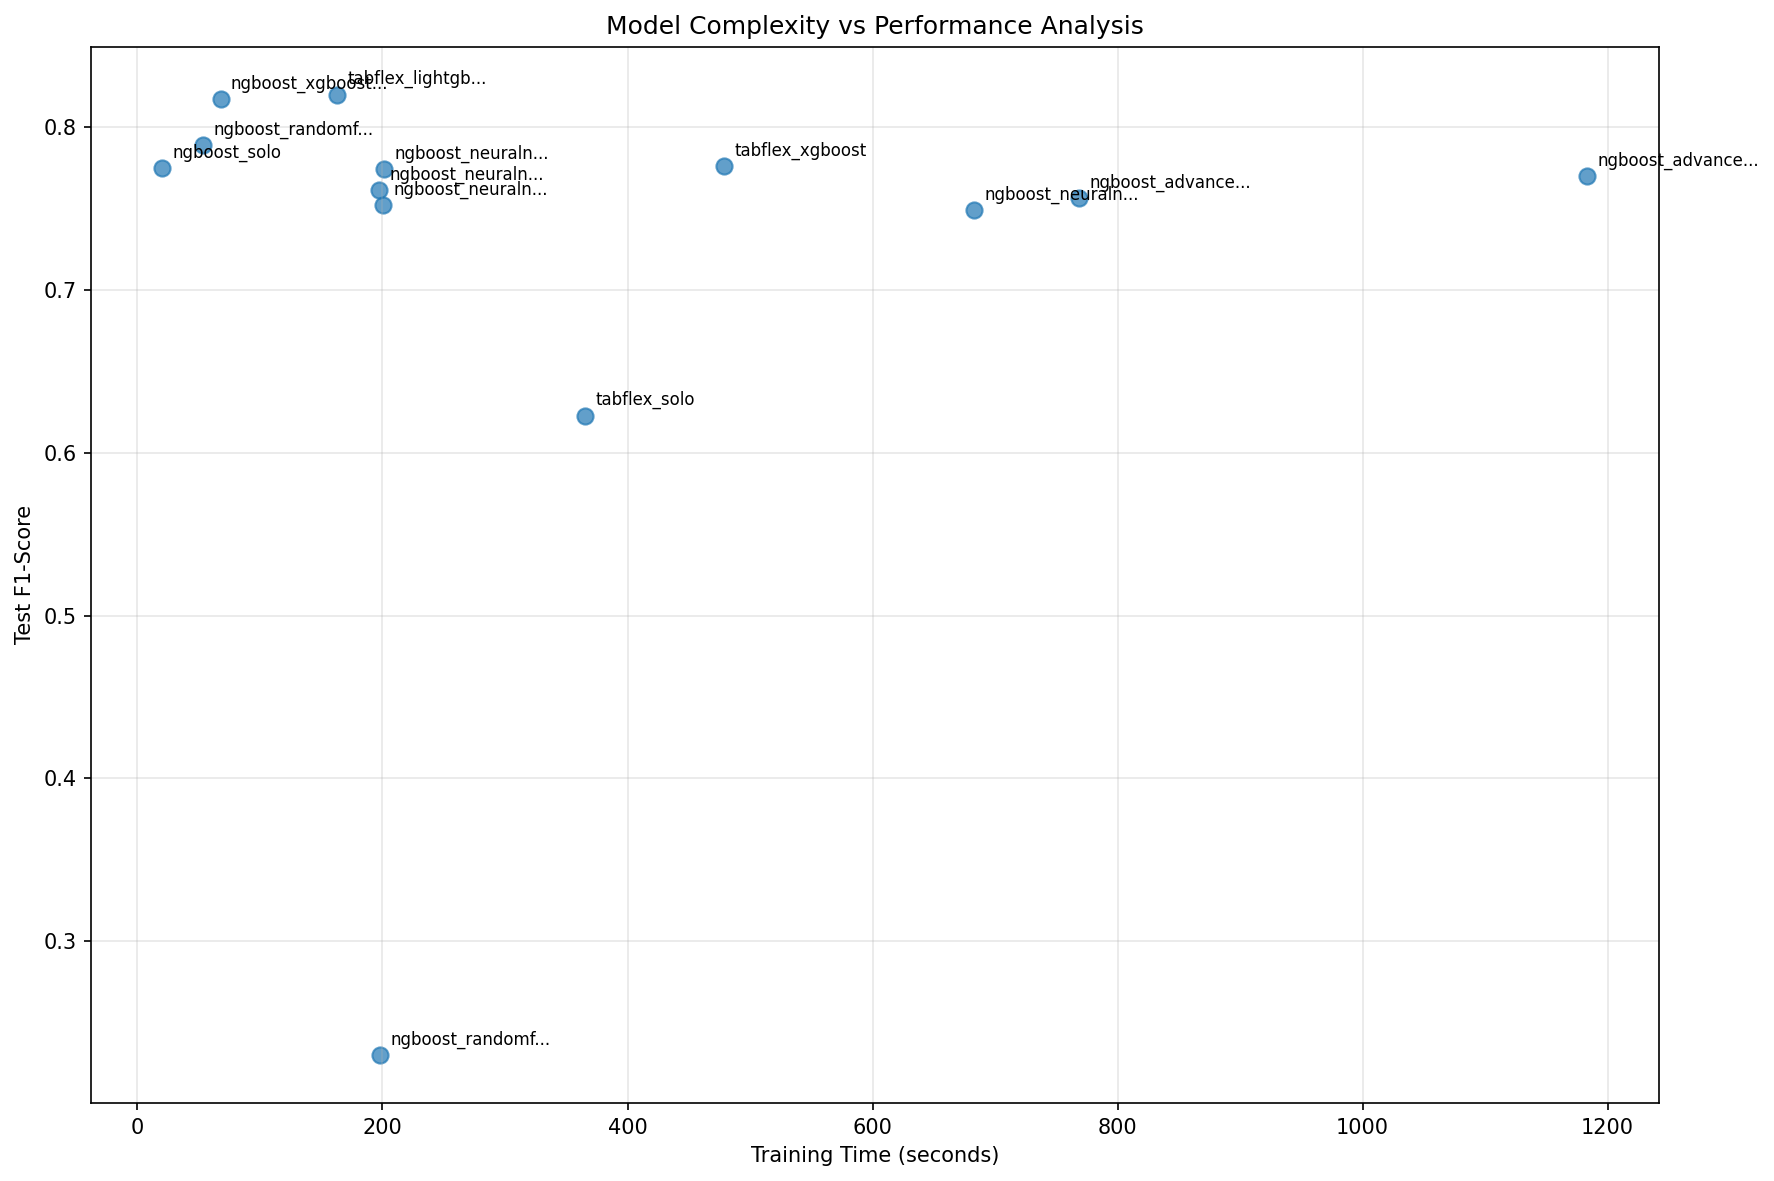 Model Complexity vs Performance Analysis
tabflex_lightgb...
ngboost_xgboost...
ngboost_randomf...
ngboost_solo
ngboost_neuraln...
ngboost_neuraln...
ngboost_neuraln...
tabflex_xgboost
ngboost_advance...
ngboost_advance...
ngboost_neuraln...
tabflex_solo
ngboost_randomf...
0.8
0.7
0.6
0.5
0.4
0.3
Test F1-Score
0
200
400
600
800
1000
1200
Training Time (seconds)